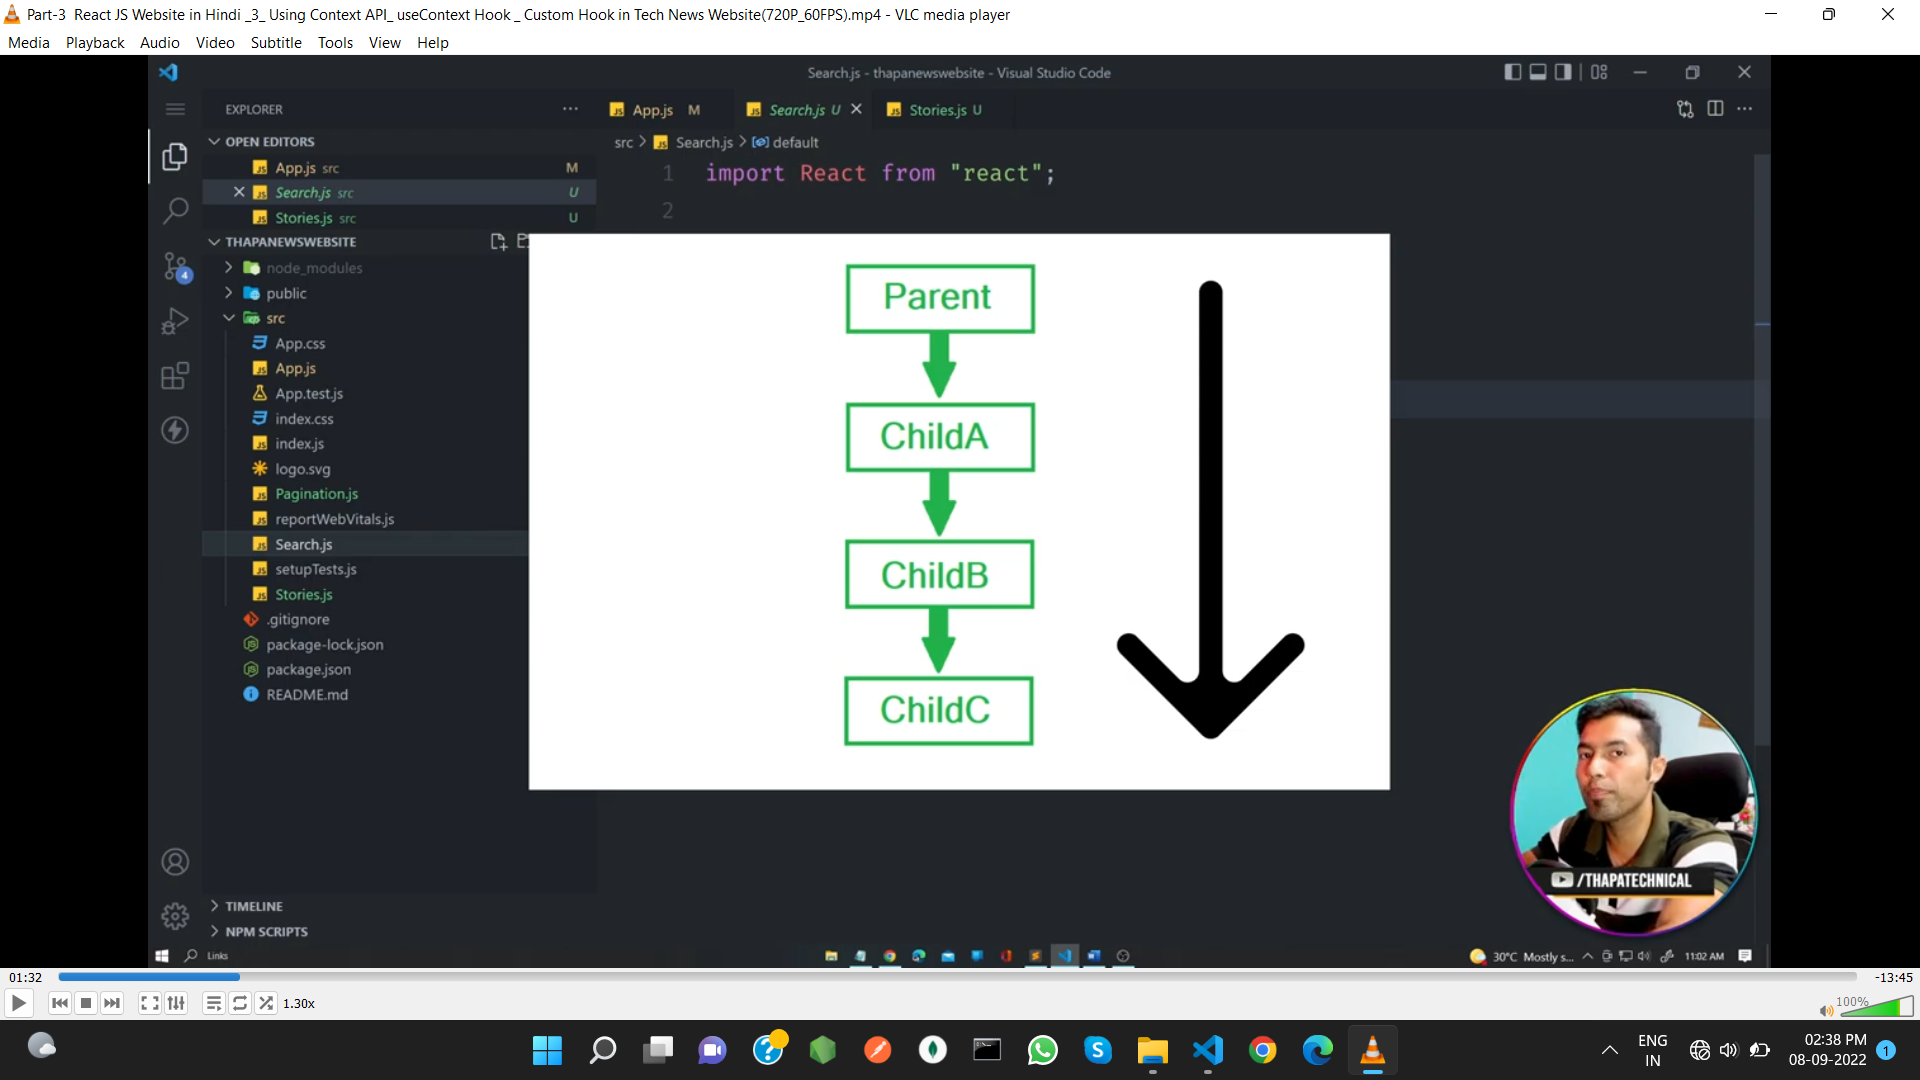 Part-3  React JS Website in Hindi _3_ Using Context API_ useContext Hook _ Custom Hook in Tech News Website(720P_60FPS).mp4 - VLC media player
Media Playback Audio Video Subtitle Tools View Help
Search.js - thapanewswebsite - Visual Studio Code
EXPLORER
App.js M
Search.js U
Stories.js U
OPEN EDITORS
App.js src M
Search.js src U
Stories.js src U
src > Search.js > default
1 import React from "react";
2
THAPANEWSWEBSITE
node_modules
public
src
App.css
App.js
App.test.js
index.css
index.js
logo.svg
Pagination.js
reportWebVitals.js
Search.js
setupTests.js
Stories.js
.gitignore
package-lock.json
package.json
README.md
4
Parent
ChildA
ChildB
ChildC
/THAPATECHNICAL
TIMELINE
NPM SCRIPTS
Links
30°C Mostly s...
11:02 AM
01:32
-13:45
1.30x
100%
ENG
IN
02:38 PM
08-09-2022
1